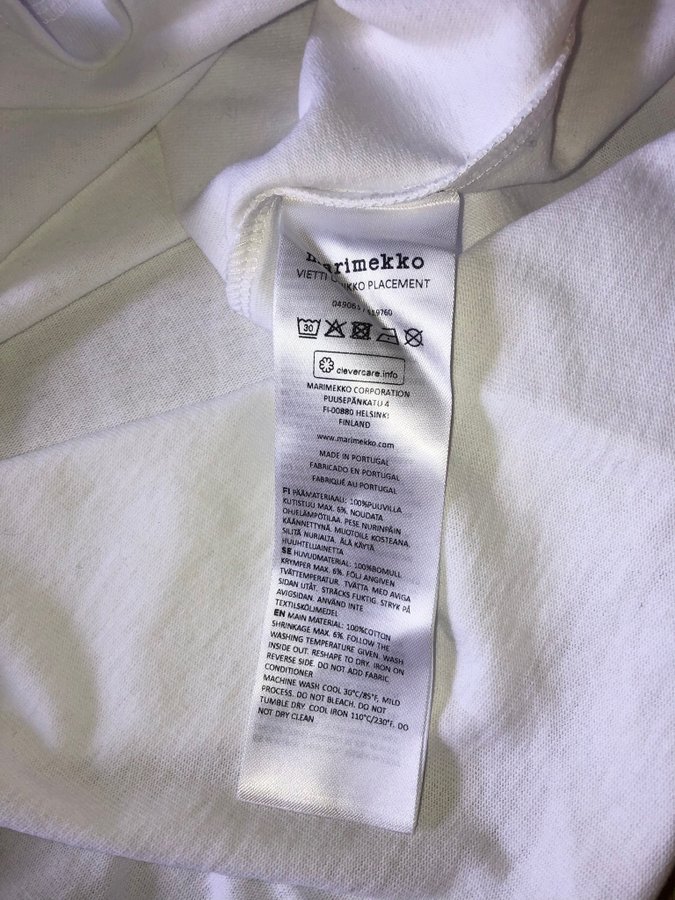 marimekko
VIETTI UNIKKO PLACEMENT
30
clevercare.info
MARIMEKKO CORPORATION
PUUSEPÄNKATU 4
FI-00880 HELSINKI
FINLAND
www.marimekko.com
MADE IN PORTUGAL
FABRICADO EN PORTUGAL
FABRIQUÉ AU PORTUGAL
FI PÄÄMATERIAALI: 100%PUUVILLA
KUTISTUU MAX. 6%. NOUDATA
OHJELÄMPÖTILAA. PESE NURINPÄIN
KÄÄNNETTYNÄ. MUOTOILE KOSTEANA.
SILITÄ NURJALTA. ÄLÄ KÄYTÄ
HUUHTELUAINETTA
SE HUVUDMATERIAL: 100%BOMULL
KRYMPER MAX. 6%. FÖLJ ANGIVEN
TVÄTTEMPERATUR. TVÄTTA MED AVIGA
SIDAN UTÅT. STRÄCKS FUKTIG. STRYK PÅ
AVIGSIDAN. ANVÄND INTE
TEXTILSKÖLJMEDEL
EN MAIN MATERIAL: 100%COTTON
SHRINKAGE MAX. 6%. FOLLOW THE
WASHING TEMPERATURE GIVEN. WASH
INSIDE OUT. RESHAPE TO DRY. IRON ON
REVERSE SIDE. DO NOT ADD FABRIC
CONDITIONER
MACHINE WASH COOL 30°C/85°F, MILD
PROCESS. DO NOT BLEACH. DO NOT
TUMBLE DRY. COOL IRON 110°C/230°F. DO
NOT DRY CLEAN